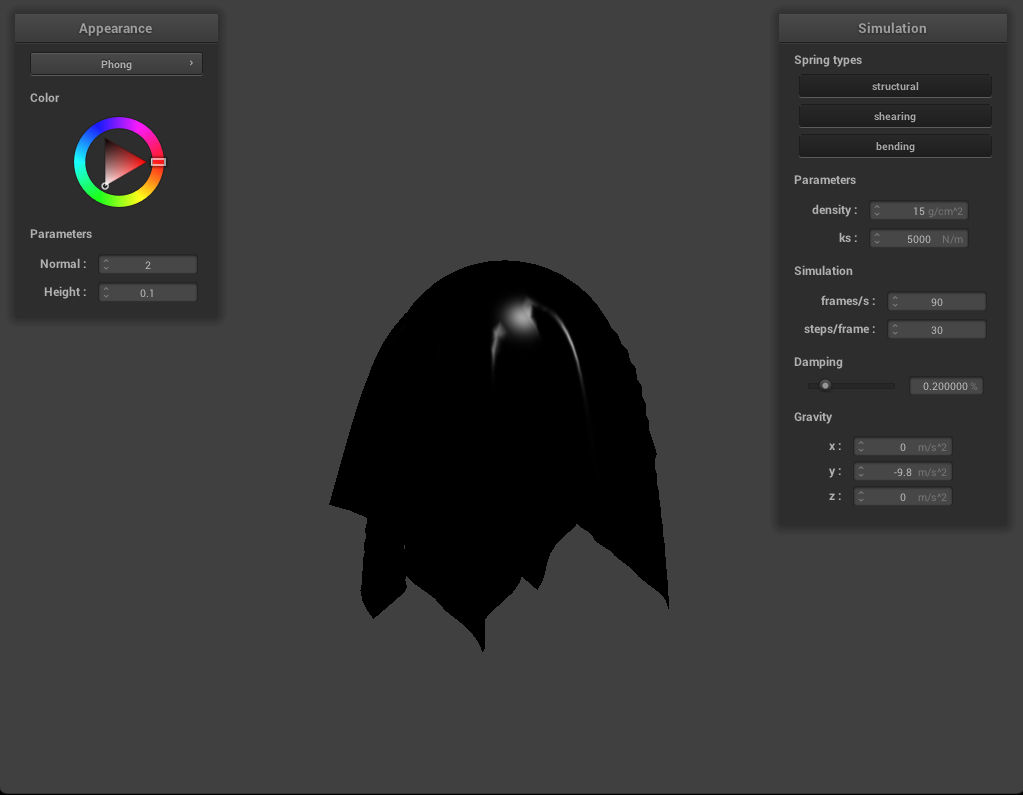 Appearance
Phong ›
Color
Parameters
Normal : 2
Height : 0.1
Simulation
Spring types
structural
shearing
bending
Parameters
density : 15 g/cm^2
ks : 5000 N/m
Simulation
frames/s : 90
steps/frame : 30
Damping
0.200000 %
Gravity
x : 0 m/s^2
y : -9.8 m/s^2
z : 0 m/s^2